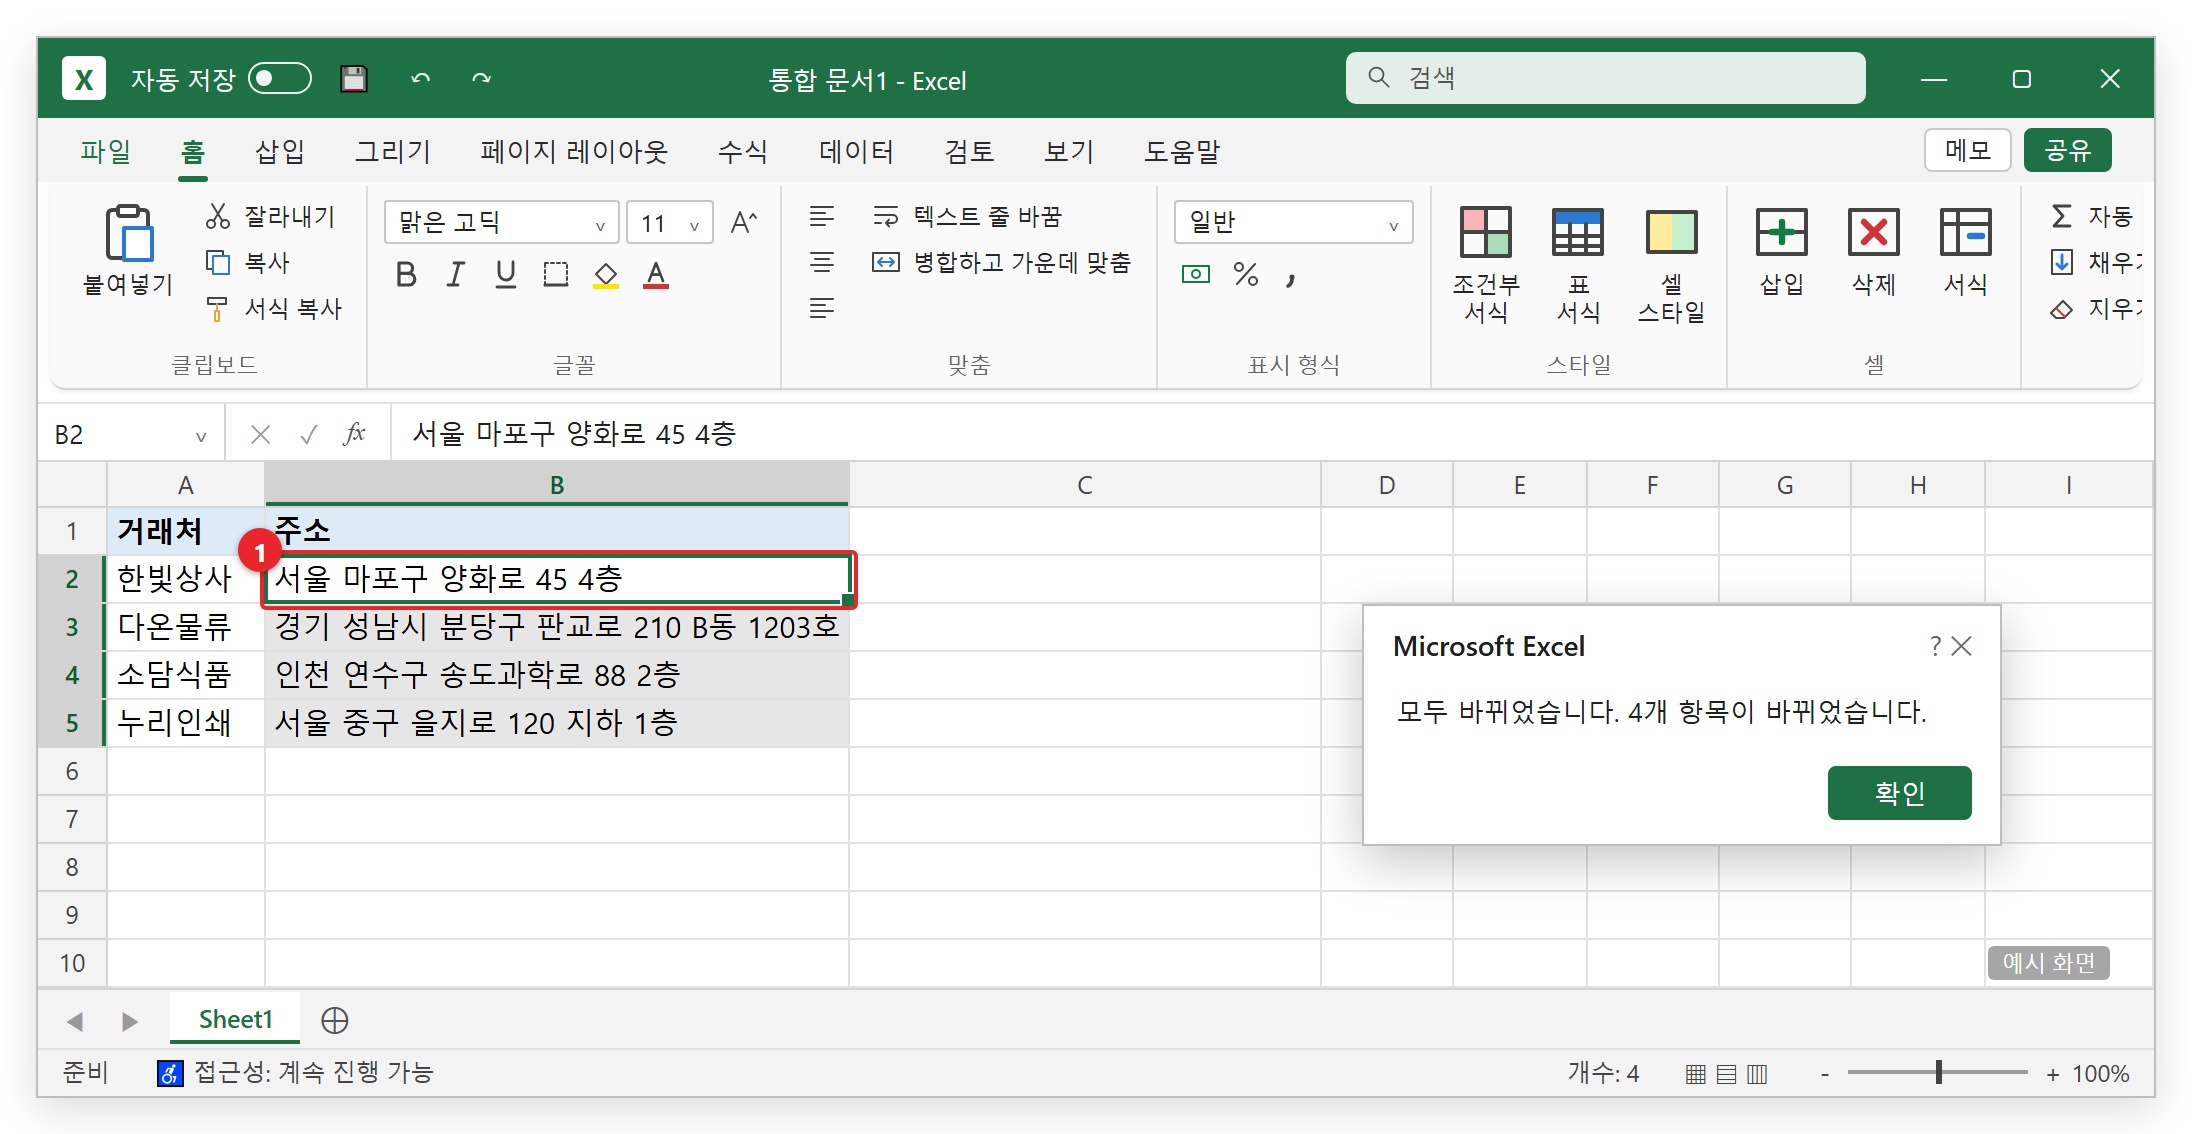 X 자동 저장 통합 문서1 - Excel 검색
파일 홈 삽입 그리기 페이지 레이아웃 수식 데이터 검토 보기 도움말 메모 공유
붙여넣기
잘라내기
복사
서식 복사
클립보드
맑은 고딕 11 A^
B I U A
글꼴
텍스트 줄 바꿈
병합하고 가운데 맞춤
맞춤
일반
% ,
표시 형식
조건부
서식
표
서식
셀
스타일
스타일
삽입 삭제 서식
셀
Σ 자동
채우
지우
B2 fx 서울 마포구 양화로 45 4층
A B C D E F G H I
1 거래처 주소
1
2 한빛상사 서울 마포구 양화로 45 4층
3 다온물류 경기 성남시 분당구 판교로 210 B동 1203호
4 소담식품 인천 연수구 송도과학로 88 2층
5 누리인쇄 서울 중구 을지로 120 지하 1층
6
7
8
9
10
Microsoft Excel ?
모두 바뀌었습니다. 4개 항목이 바뀌었습니다.
확인
예시 화면
Sheet1
준비 접근성: 계속 진행 가능 개수: 4 - + 100%